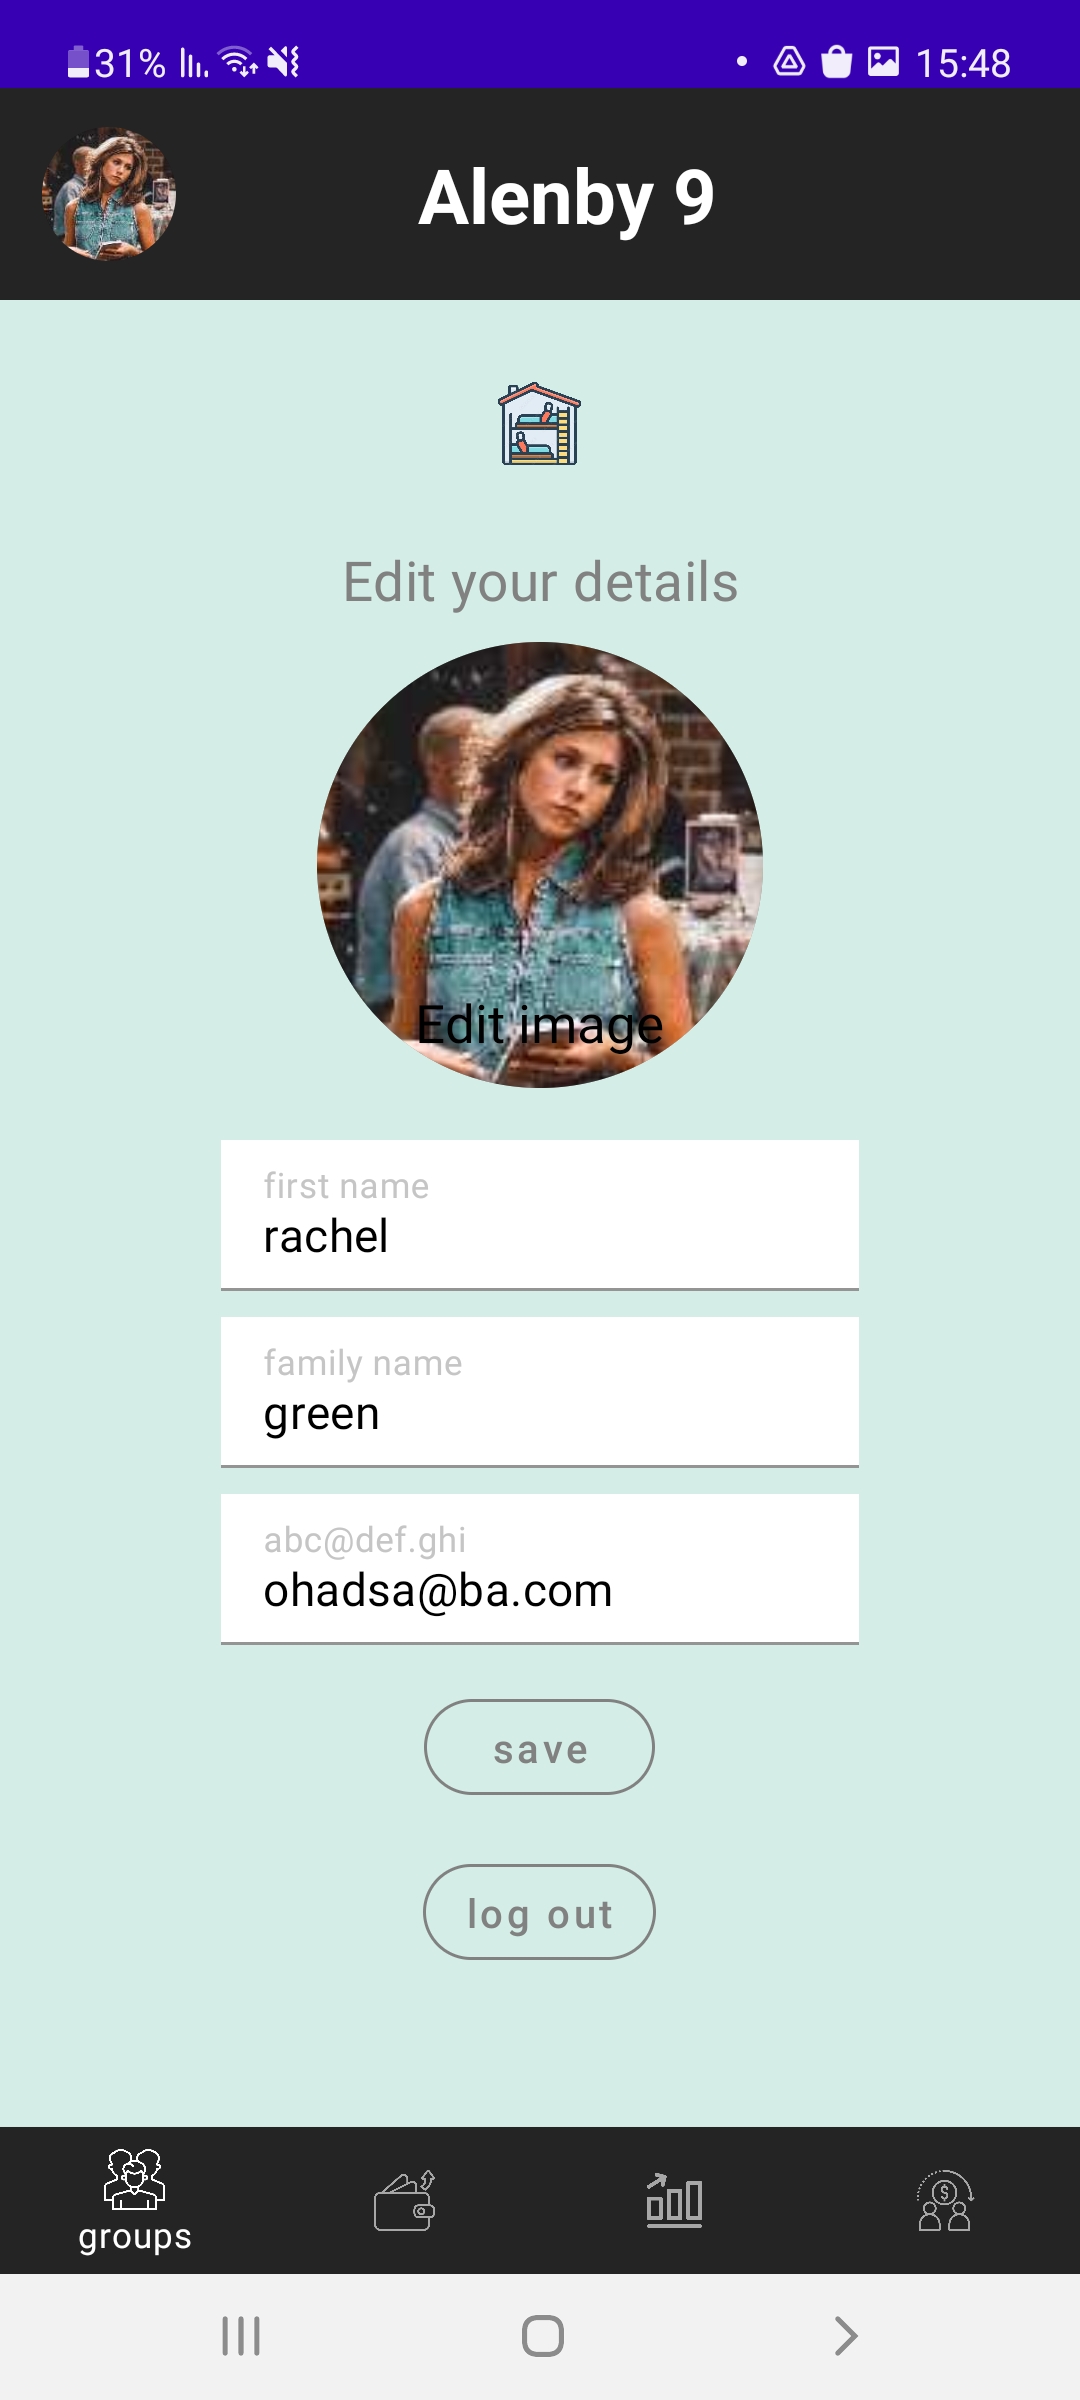 31% 15:48
Alenby 9
Edit your details
Edit image
first name
rachel
family name
green
abc@def.ghi
ohadsa@ba.com
save
log out
groups